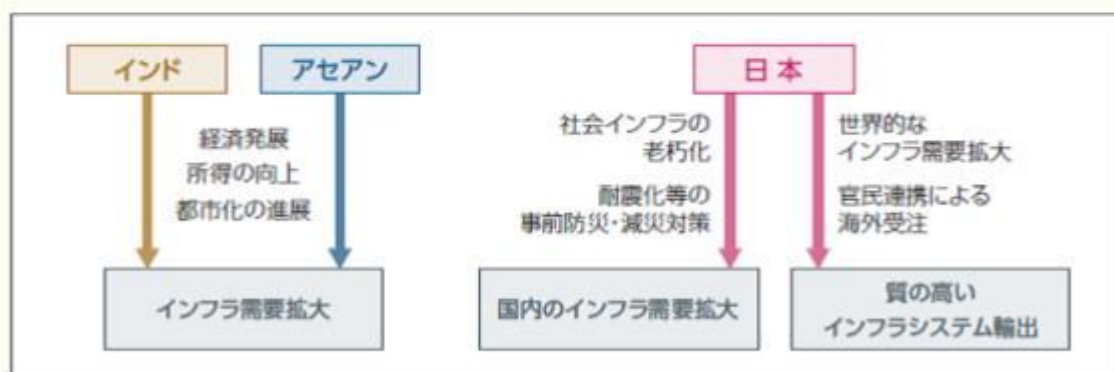 インド
アセアン
経済発展
所得の向上
都市化の進展
インフラ需要拡大
日本
社会インフラの
老朽化
耐震化等の
事前防災・減災対策
世界的な
インフラ需要拡大
官民連携による
海外受注
国内のインフラ需要拡大
質の高い
インフラシステム輸出